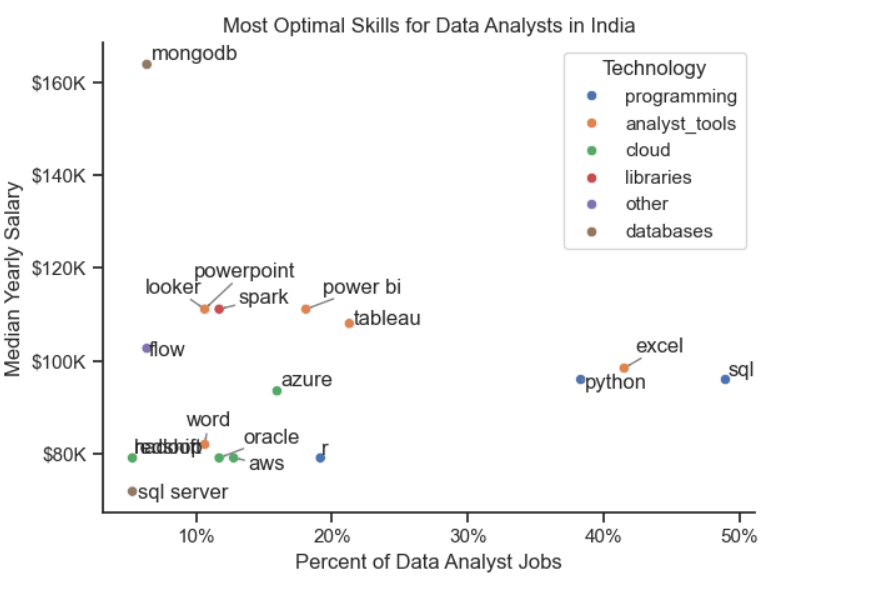 Most Optimal Skills for Data Analysts in India
mongodb
Technology
programming
analyst_tools
cloud
libraries
other
databases
$160K
$140K
$120K
$100K
$80K
Median Yearly Salary
powerpoint
looker
spark
power bi
tableau
flow
excel
sql
python
azure
word
oracle
r
aws
sql server
10%
20%
30%
40%
50%
Percent of Data Analyst Jobs